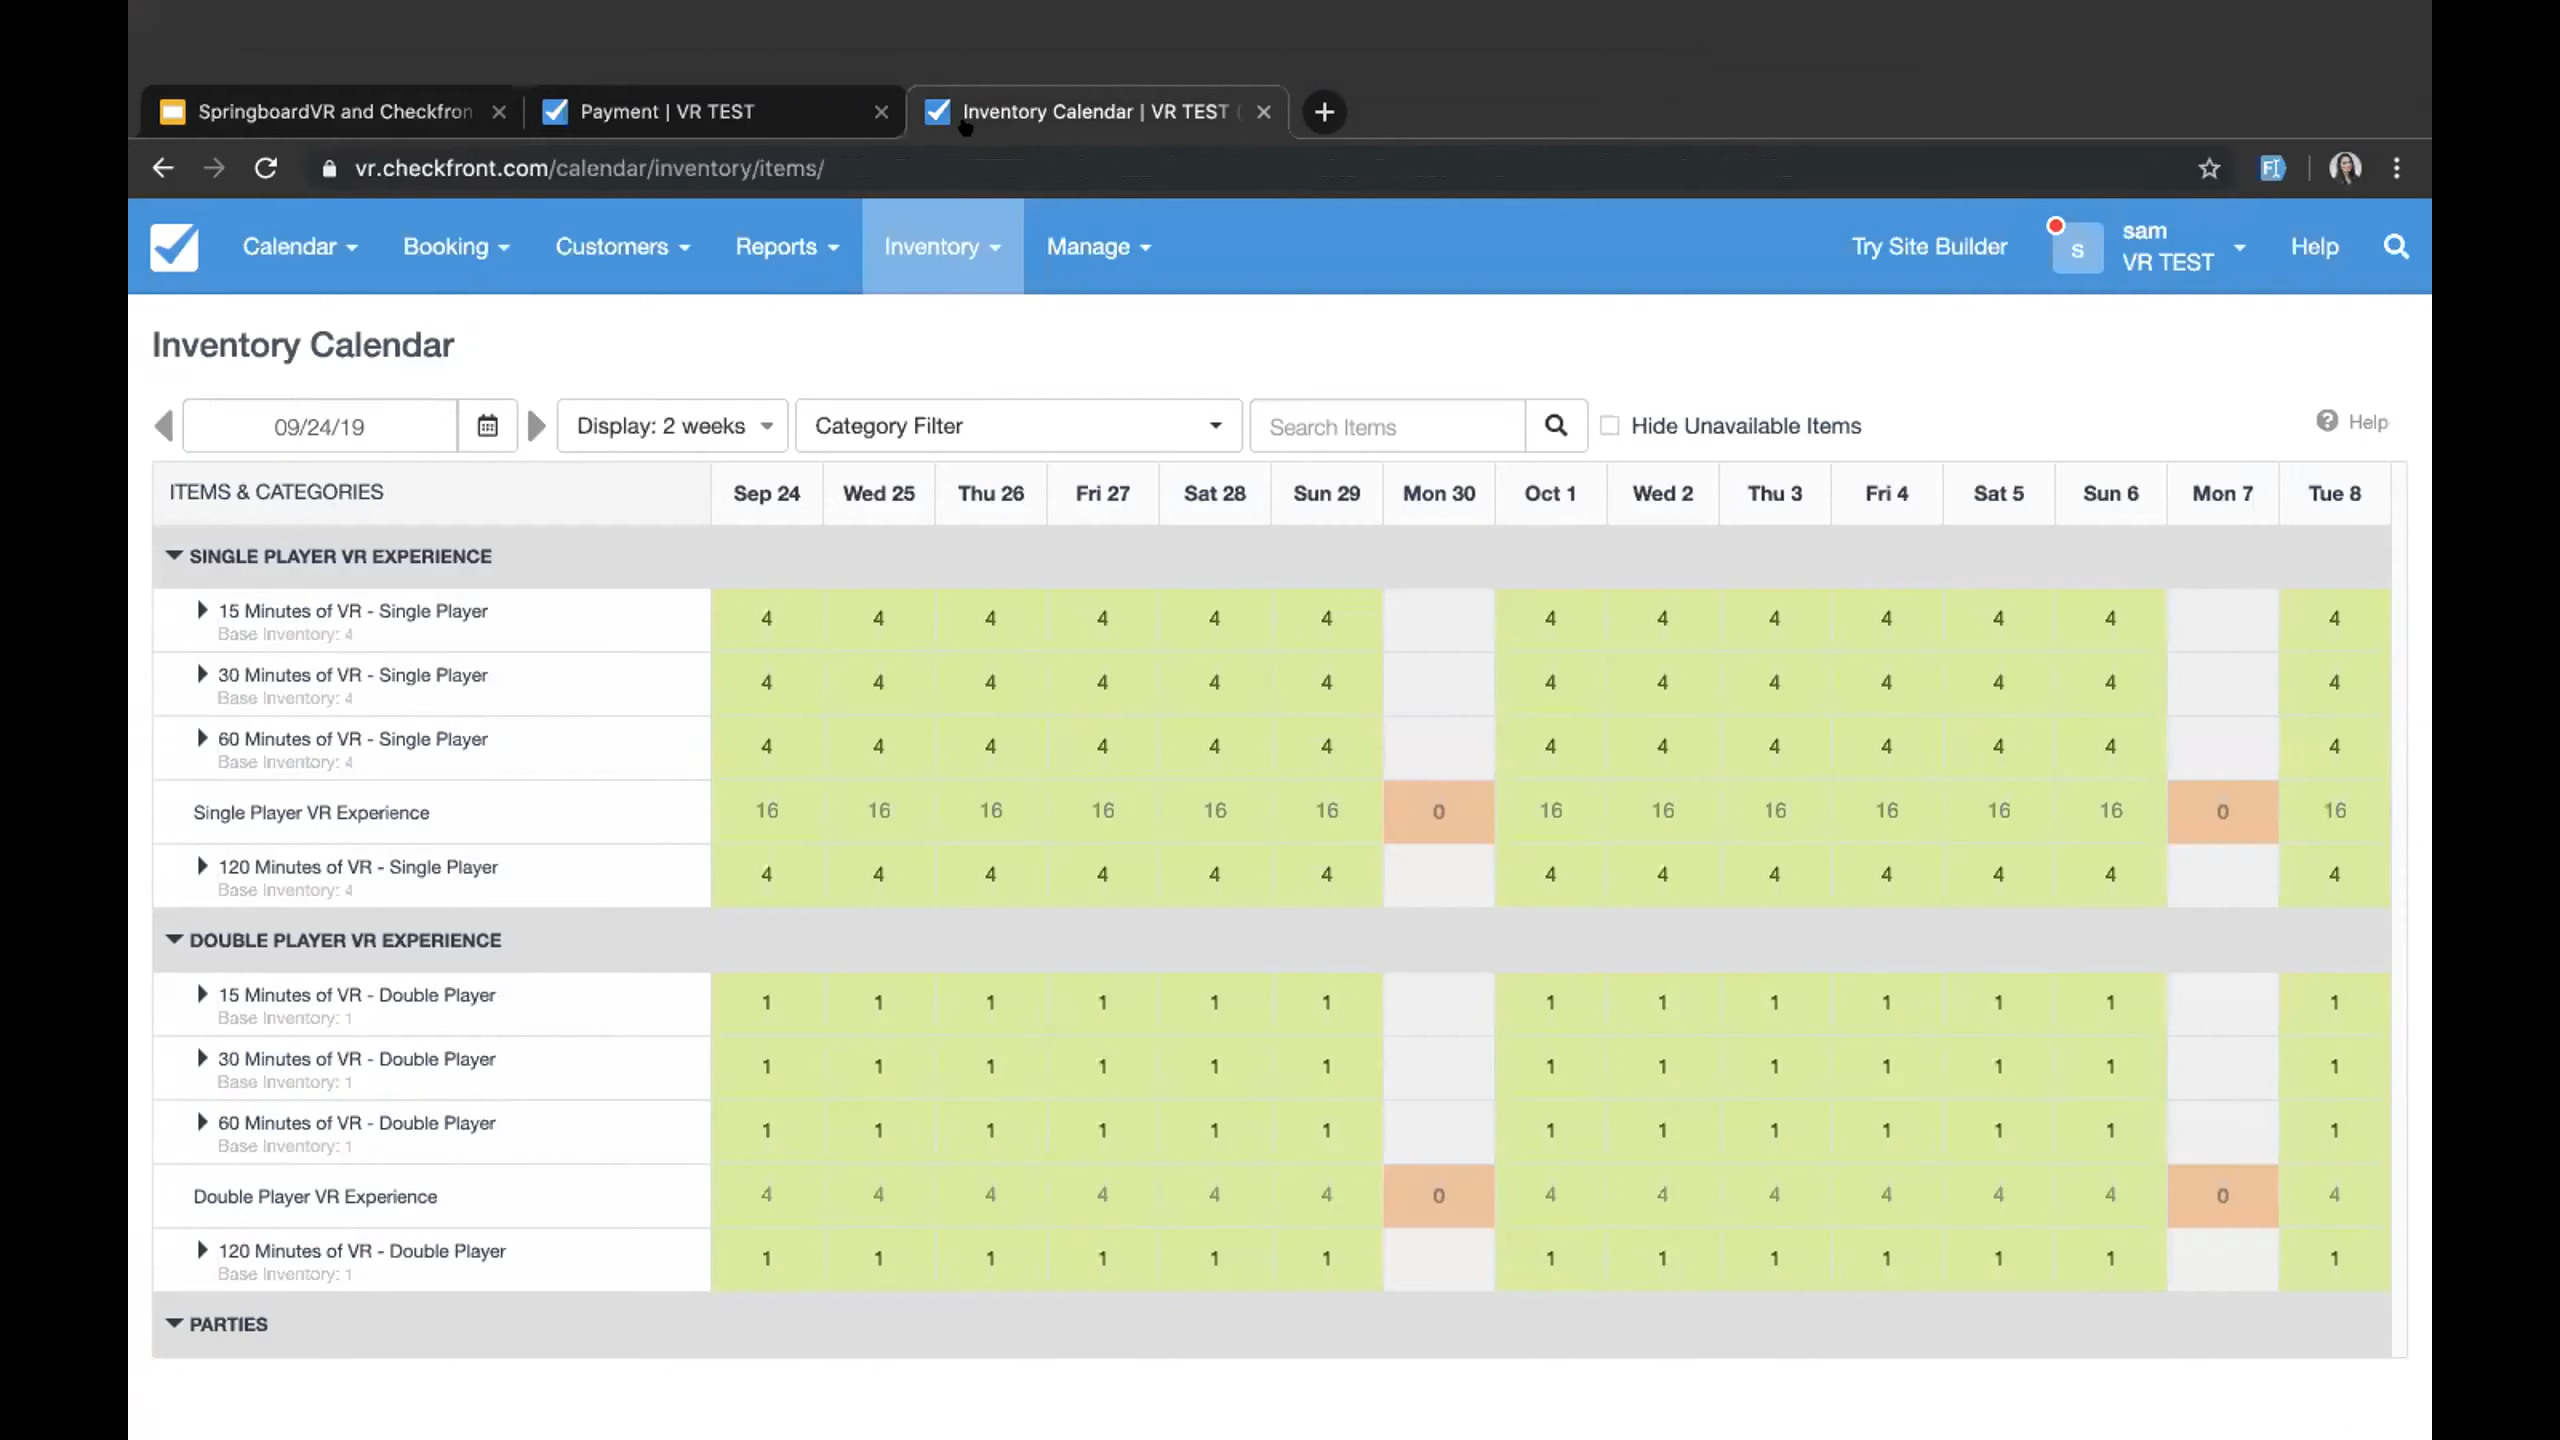 SpringboardVR and Checkfron
Payment | VR TEST
Inventory Calendar | VR TEST (
vr.checkfront.com/calendar/inventory/items/
Calendar Booking Customers Reports Inventory Manage Try Site Builder S sam VR TEST Help
Inventory Calendar
09/24/19 Display: 2 weeks Category Filter Search Items Hide Unavailable Items Help
ITEMS & CATEGORIES Sep 24 Wed 25 Thu 26 Fri 27 Sat 28 Sun 29 Mon 30 Oct 1 Wed 2 Thu 3 Fri 4 Sat 5 Sun 6 Mon 7 Tue 8
SINGLE PLAYER VR EXPERIENCE
15 Minutes of VR - Single Player 4 4 4 4 4 4 4 4 4 4 4 4 4
Base Inventory: 4
30 Minutes of VR - Single Player 4 4 4 4 4 4 4 4 4 4 4 4 4
Base Inventory: 4
60 Minutes of VR - Single Player 4 4 4 4 4 4 4 4 4 4 4 4 4
Base Inventory: 4
Single Player VR Experience 16 16 16 16 16 16 0 16 16 16 16 16 16 0 16
120 Minutes of VR - Single Player 4 4 4 4 4 4 4 4 4 4 4 4 4
Base Inventory: 4
DOUBLE PLAYER VR EXPERIENCE
15 Minutes of VR - Double Player 1 1 1 1 1 1 1 1 1 1 1 1 1
Base Inventory: 1
30 Minutes of VR - Double Player 1 1 1 1 1 1 1 1 1 1 1 1 1
Base Inventory: 1
60 Minutes of VR - Double Player 1 1 1 1 1 1 1 1 1 1 1 1 1
Base Inventory: 1
Double Player VR Experience 4 4 4 4 4 4 0 4 4 4 4 4 4 0 4
120 Minutes of VR - Double Player 1 1 1 1 1 1 1 1 1 1 1 1 1
Base Inventory: 1
PARTIES